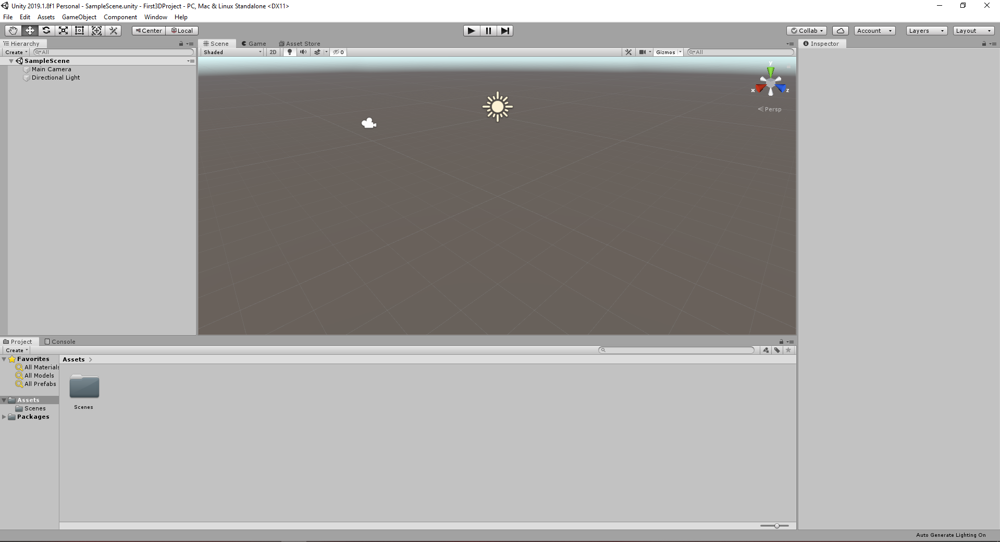 Unity 2019.1.8f1 Personal - SampleScene.unity - First3DProject - PC, Mac & Linux Standalone <DX11>
File Edit Assets GameObject Component Window Help
Center Local Collab Account Layers Layout
Hierarchy
Create All
SampleScene
Main Camera
Directional Light
Scene Game Asset Store
Shaded 2D 0 Gizmos All
y
x z
Persp
Inspector
Project Console
Create
Favorites
All Materials
All Models
All Prefabs
Assets
Scenes
Packages
Assets
Scenes
Auto Generate Lighting On